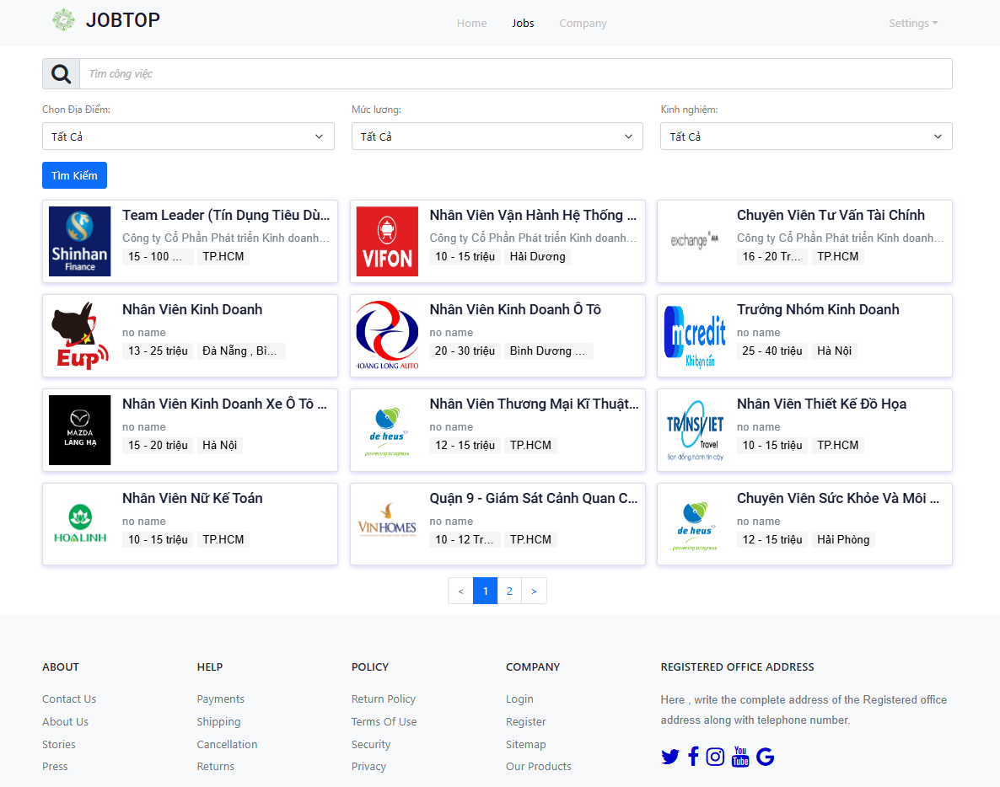 JOBTOP
Home Jobs Company Settings
Tìm công việc
Chọn Địa Điểm: Mức lương: Kinh nghiệm:
Tất Cả Tất Cả Tất Cả
Tìm Kiếm
Shinhan
Finance
Team Leader (Tín Dụng Tiêu Dù...
Công ty Cổ Phần Phát triển Kinh doanh...
15 - 100 ... TP.HCM
VIFON
Nhân Viên Vận Hành Hệ Thống ...
Công ty Cổ Phần Phát triển Kinh doanh...
10 - 15 triệu Hải Dương
exchange AIA
Chuyên Viên Tư Vấn Tài Chính
Công ty Cổ Phần Phát triển Kinh doanh...
16 - 20 Tr... TP.HCM
Eup
Nhân Viên Kinh Doanh
no name
13 - 25 triệu Đà Nẵng , Bì...
HOANG LONG AUTO
Nhân Viên Kinh Doanh Ô Tô
no name
20 - 30 triệu Bình Dương ...
mcredit
Khi bạn cần
Trưởng Nhóm Kinh Doanh
no name
25 - 40 triệu Hà Nội
MAZDA
LÁNG HẠ
Nhân Viên Kinh Doanh Xe Ô Tô ...
no name
15 - 20 triệu Hà Nội
de heus
powering progress
Nhân Viên Thương Mại Kĩ Thuật...
no name
12 - 15 triệu TP.HCM
TRANSVIET
Travel
Bạn đồng hành tin cậy
Nhân Viên Thiết Kế Đồ Họa
no name
10 - 15 triệu TP.HCM
HOA LINH
Nhân Viên Nữ Kế Toán
no name
10 - 15 triệu TP.HCM
VINHOMES
Quận 9 - Giám Sát Cảnh Quan C...
no name
10 - 12 Tr... TP.HCM
de heus
powering progress
Chuyên Viên Sức Khỏe Và Môi ...
no name
12 - 15 triệu Hải Phòng
< 1 2 >
ABOUT HELP POLICY COMPANY REGISTERED OFFICE ADDRESS
Contact Us Payments Return Policy Login Here , write the complete address of the Registered office
About Us Shipping Terms Of Use Register address along with telephone number.
Stories Cancellation Security Sitemap
Press Returns Privacy Our Products
You
Tube